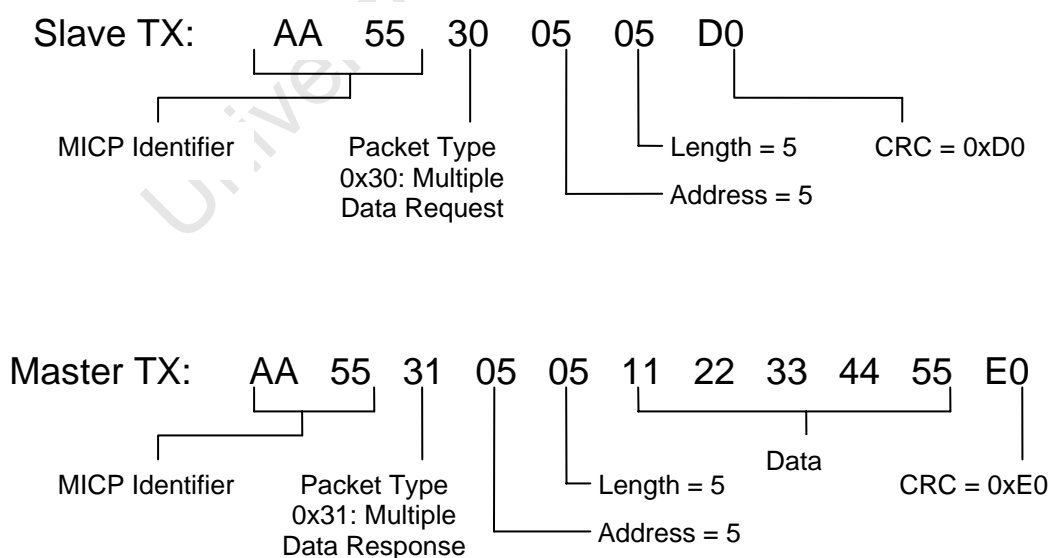 Slave TX: AA 55 30 05 05 D0
MICP Identifier
Packet Type
0x30: Multiple
Data Request
Length = 5
Address = 5
CRC = 0xD0
Master TX: AA 55 31 05 05 11 22 33 44 55 E0
MICP Identifier
Packet Type
0x31: Multiple
Data Response
Length = 5
Address = 5
Data
CRC = 0xE0